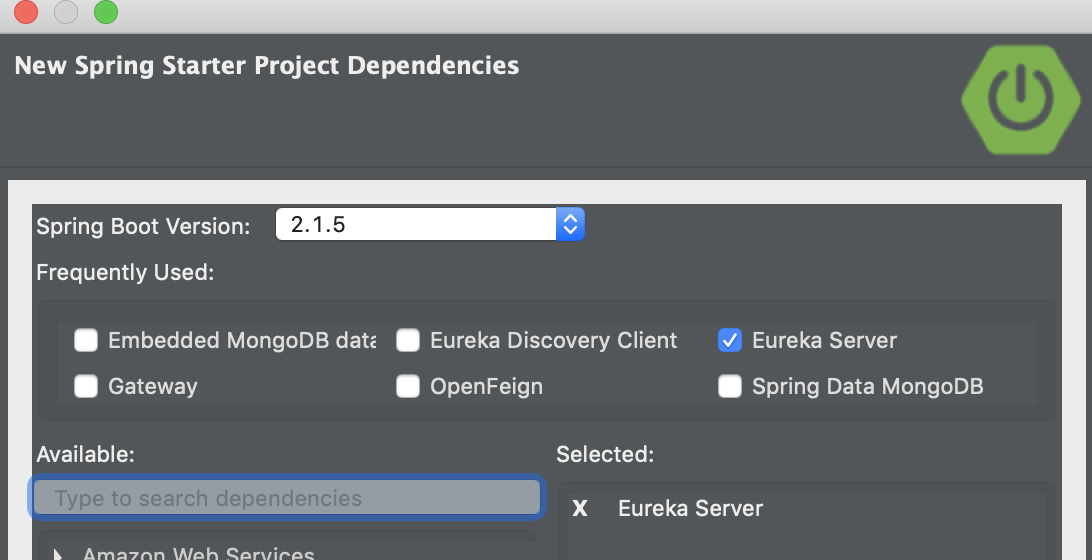 New Spring Starter Project Dependencies
Spring Boot Version: 2.1.5
Frequently Used:
Embedded MongoDB data Eureka Discovery Client Eureka Server
Gateway OpenFeign Spring Data MongoDB
Available: Selected:
Type to search dependencies
X Eureka Server
Amazon Web Services